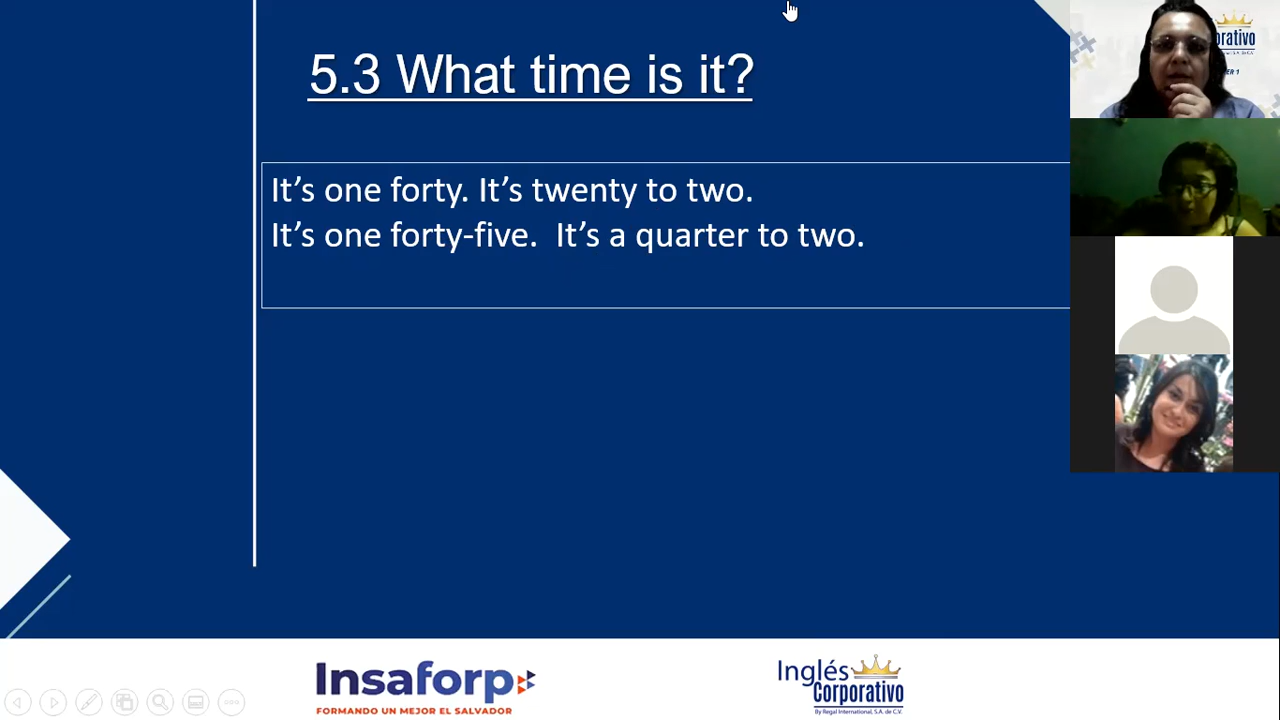 5.3 What time is it?
It’s one forty. It’s twenty to two.
It’s one forty-five.  It’s a quarter to two.
Insaforp
FORMANDO UN MEJOR EL SALVADOR
Inglés
Corporativo
By Regal International, S.A. de C.V.